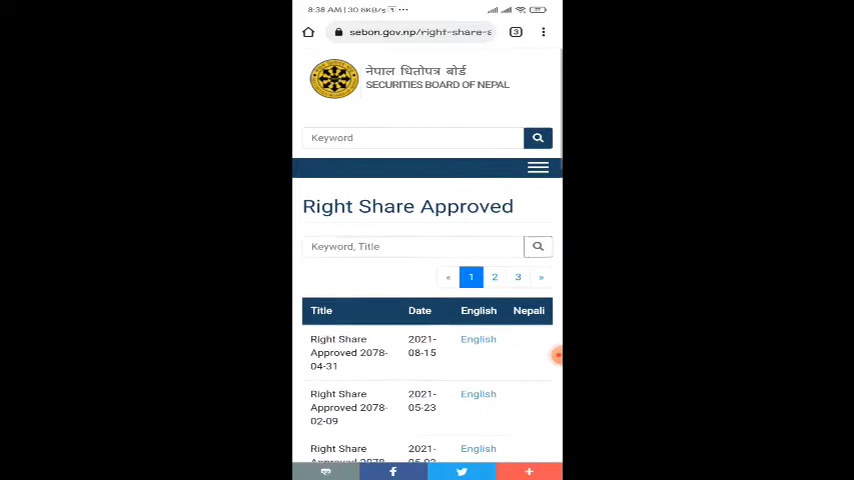 8:38 AM | 30.8KB/s
sebon.gov.np/right-share-
3
नेपाल धितोपत्र बोर्ड
SECURITIES BOARD OF NEPAL
Keyword
Right Share Approved
Keyword, Title
« 1 2 3 »
Title Date English Nepali
Right Share Approved 2078-04-31 2021-08-15 English
Right Share Approved 2078-02-09 2021-05-23 English
Right Share 2021- English